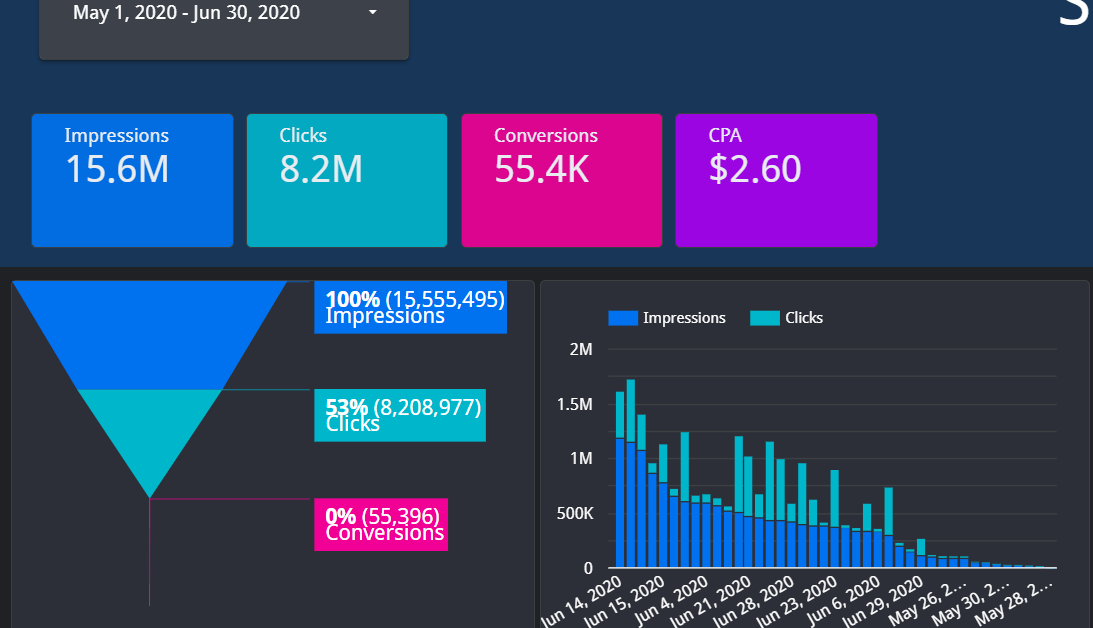 May 1, 2020 - Jun 30, 2020
S
Impressions
15.6M
Clicks
8.2M
Conversions
55.4K
CPA
$2.60
100% (15,555,495)
Impressions
53% (8,208,977)
Clicks
0% (55,396)
Conversions
Impressions
Clicks
2M
1.5M
1M
500K
0
Jun 14, 2020
Jun 15, 2020
Jun 4, 2020
Jun 21, 2020
Jun 28, 2020
Jun 23, 2020
Jun 6, 2020
Jun 29, 2020
May 26, 2…
May 30, 2…
May 28, 2…